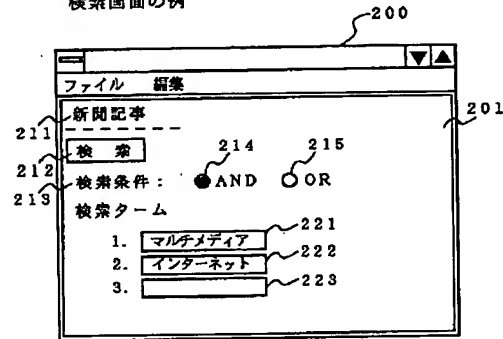 検索画面の例
200
ファイル 編集
201
新聞記事
211
検 索
212
214 215
検索条件: ●AND ○OR
213
検索ターム
1. マルチメディア 221
2. インターネット 222
3. 223